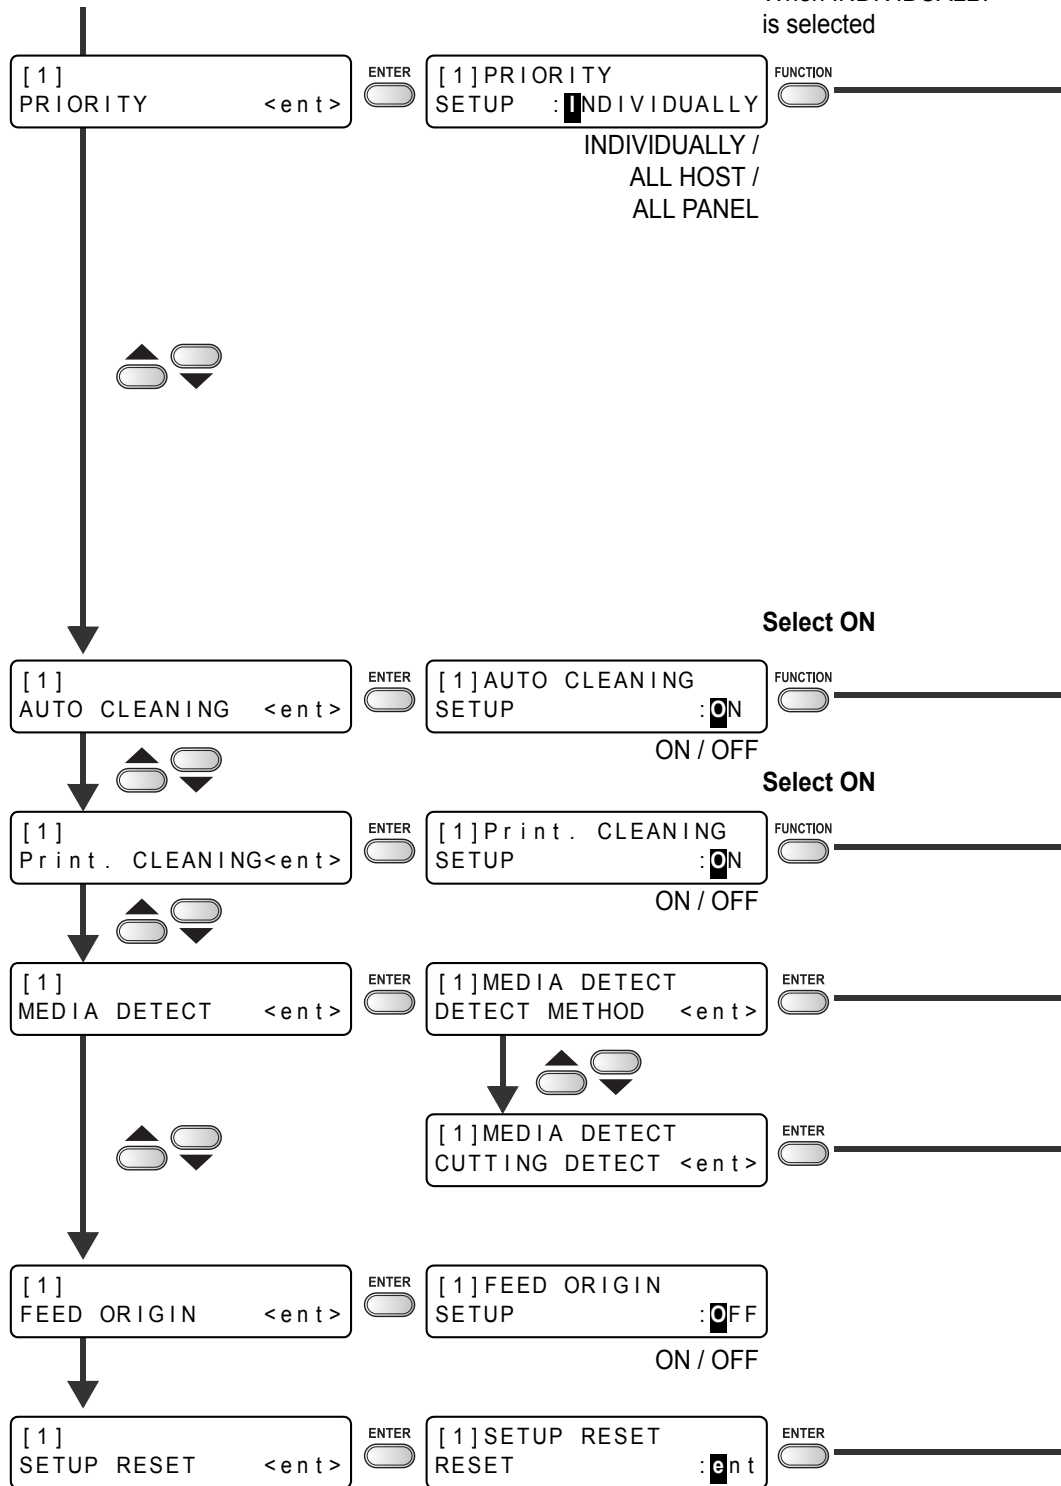 is selected
[1]
PRIORITY <ent>
ENTER
[1]PRIORITY
SETUP :INDIVIDUALLY
FUNCTION
INDIVIDUALLY /
ALL HOST /
ALL PANEL
Select ON
[1]
AUTO CLEANING <ent>
ENTER
[1]AUTO CLEANING
SETUP :ON
FUNCTION
ON / OFF
Select ON
[1]
Print. CLEANING<ent>
ENTER
[1]Print. CLEANING
SETUP :ON
FUNCTION
ON / OFF
[1]
MEDIA DETECT <ent>
ENTER
[1]MEDIA DETECT
DETECT METHOD <ent>
ENTER
[1]MEDIA DETECT
CUTTING DETECT <ent>
ENTER
[1]
FEED ORIGIN <ent>
ENTER
[1]FEED ORIGIN
SETUP :OFF
ON / OFF
[1]
SETUP RESET <ent>
ENTER
[1]SETUP RESET
RESET :ent
ENTER